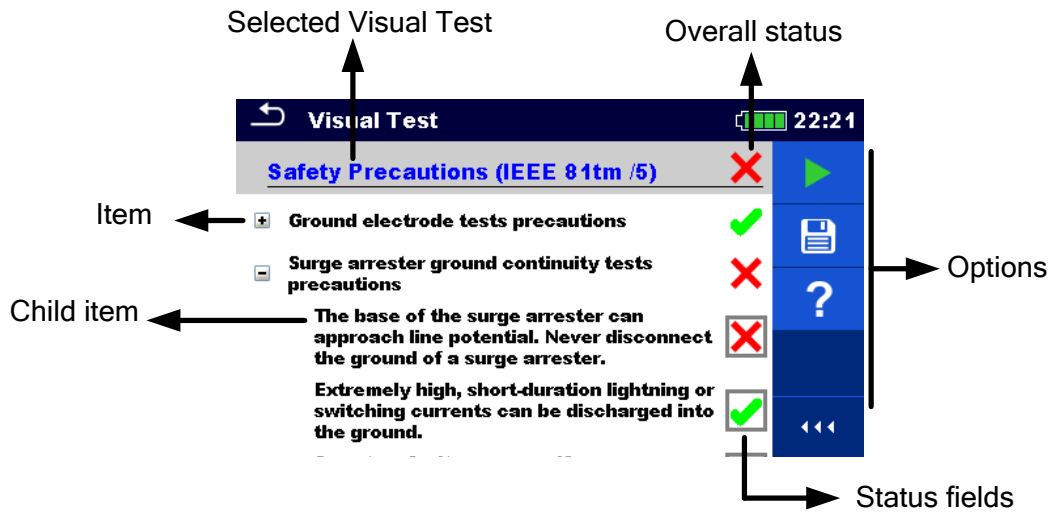 Selected Visual Test
Overall status
Visual Test
22:21
Safety Precautions (IEEE 81tm /5)
Item
Ground electrode tests precautions
Surge arrester ground continuity tests
precautions
Options
?
Child item
The base of the surge arrester can
approach line potential. Never disconnect
the ground of a surge arrester.
Extremely high, short-duration lightning or
switching currents can be discharged into
the ground.
Status fields